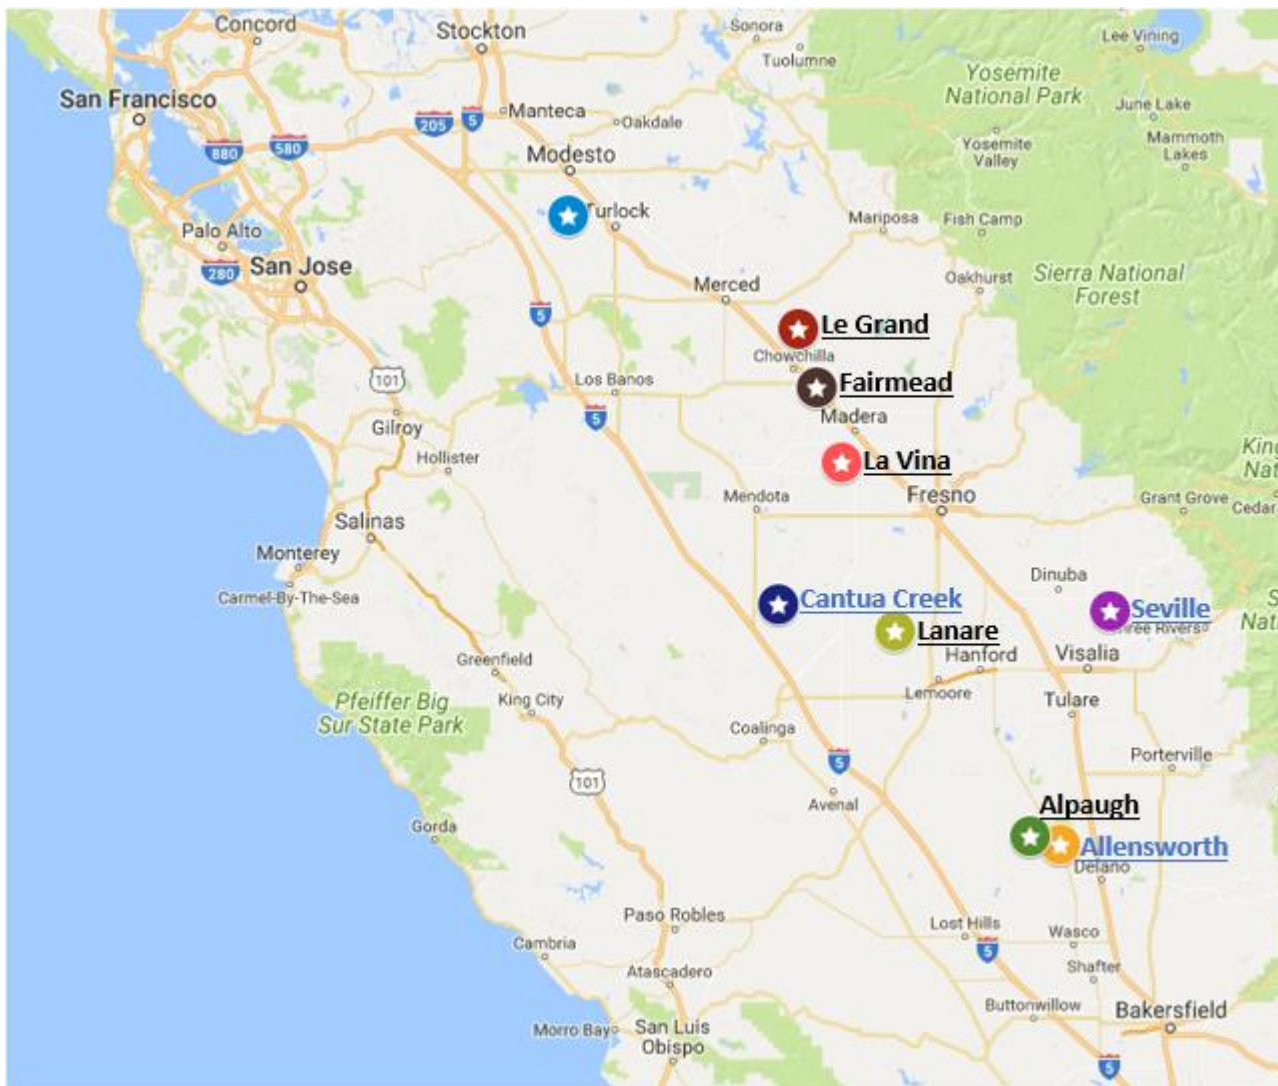 Concord
Stockton
Sonora
Tuolumne
Lee Vining
Yosemite
National Park
San Francisco
205
5
Manteca
Oakdale
June Lake
Mammoth
Lakes
880
580
Modesto
Yosemite
Valley
Turlock
Mariposa
Fish Camp
Palo Alto
280
San Jose
Merced
Oakhurst
Sierra National
Forest
5
Le Grand
Chowchilla
101
Los Banos
Fairmead
5
Madera
Gilroy
Hollister
La Vina
Mendota
Fresno
Grant Grove
Cedar
Salinas
Monterey
Carmel-By-The-Sea
Dinuba
Cantua Creek
Seville
Lanare
Hanford
Visalia
Greenfield
Lemoore
King City
Tulare
Pfeiffer Big
Sur State Park
Coalinga
Porterville
5
101
Avenal
Alpaugh
Gorda
Allensworth
Delano
Paso Robles
Lost Hills
Wasco
Cambria
5
Atascadero
Shafter
Buttonwillow
Bakersfield
Morro Bay
San Luis
Obispo
5